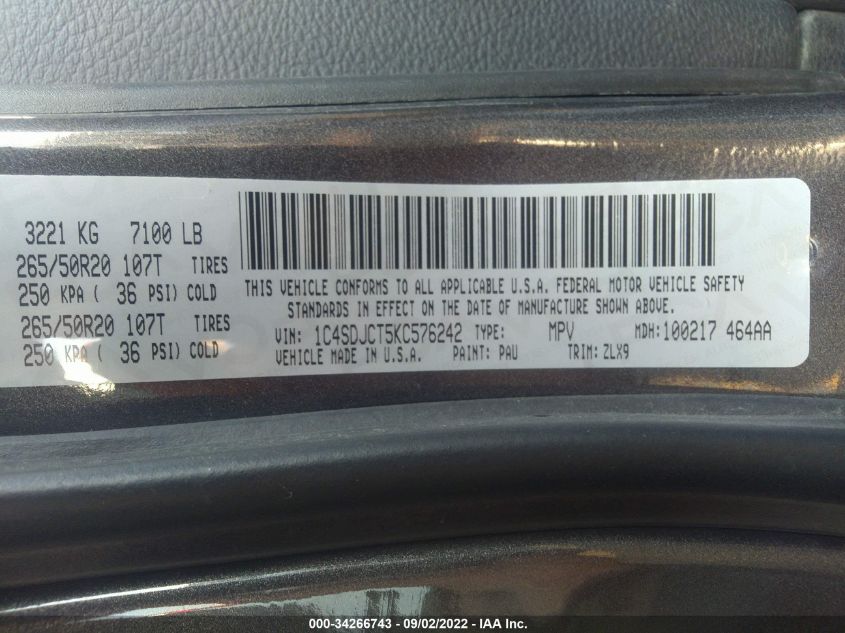 3221 KG 7100 LB
265/50R20 107T TIRES
250 KPA ( 36 PSI) COLD
265/50R20 107T TIRES
250 KPA ( 36 PSI) COLD
THIS VEHICLE CONFORMS TO ALL APPLICABLE U.S.A. FEDERAL MOTOR VEHICLE SAFETY
STANDARDS IN EFFECT ON THE DATE OF MANUFACTURE SHOWN ABOVE.
VIN: 1C4SDJCT5KC576242 TYPE: MPV MDH:100217 464AA
VEHICLE MADE IN U.S.A. PAINT: PAU TRIM: ZLX9
000-34266743 - 09/02/2022 - IAA Inc.